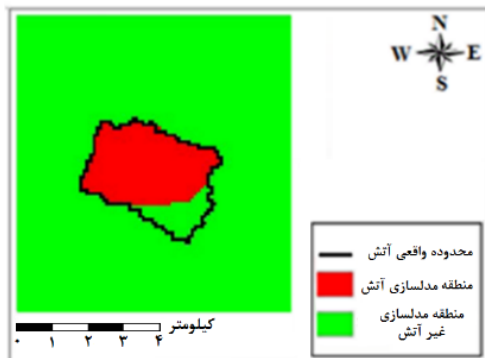 N
W E
S
محدوده واقعی آتش
منطقه مدلسازی آتش
منطقه مدلسازی
غیر آتش
کیلومتر
۰ ۱ ۲ ۳ ۴